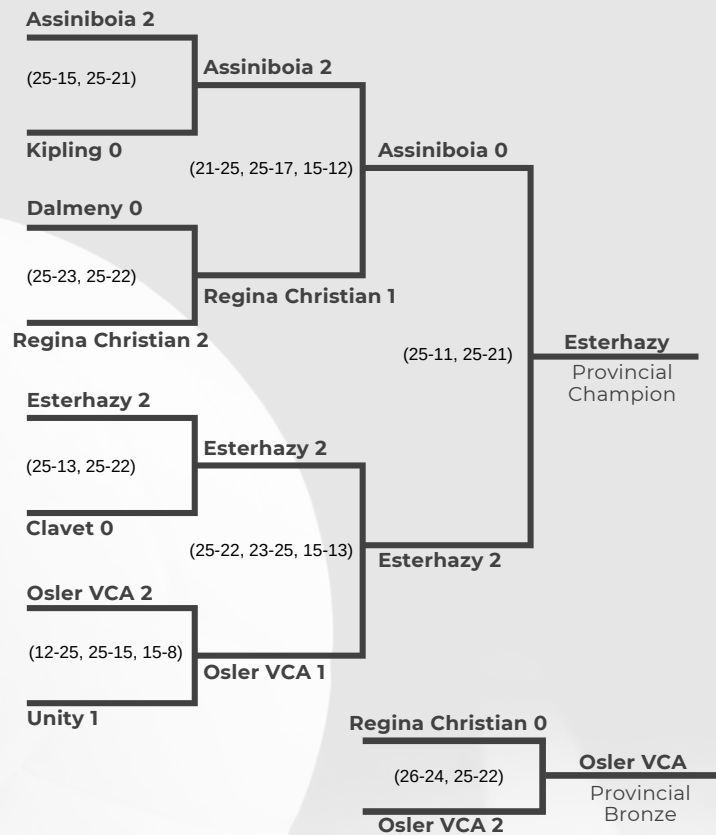 Assiniboia 2
(25-15, 25-21)
Kipling 0
Assiniboia 2
(21-25, 25-17, 15-12)
Dalmeny 0
(25-23, 25-22)
Regina Christian 2
Regina Christian 1
Assiniboia 0
(25-11, 25-21)
Esterhazy
Provincial
Champion
Esterhazy 2
(25-13, 25-22)
Clavet 0
Esterhazy 2
(25-22, 23-25, 15-13)
Esterhazy 2
Osler VCA 2
(12-25, 25-15, 15-8)
Unity 1
Osler VCA 1
Regina Christian 0
(26-24, 25-22)
Osler VCA 2
Osler VCA
Provincial
Bronze